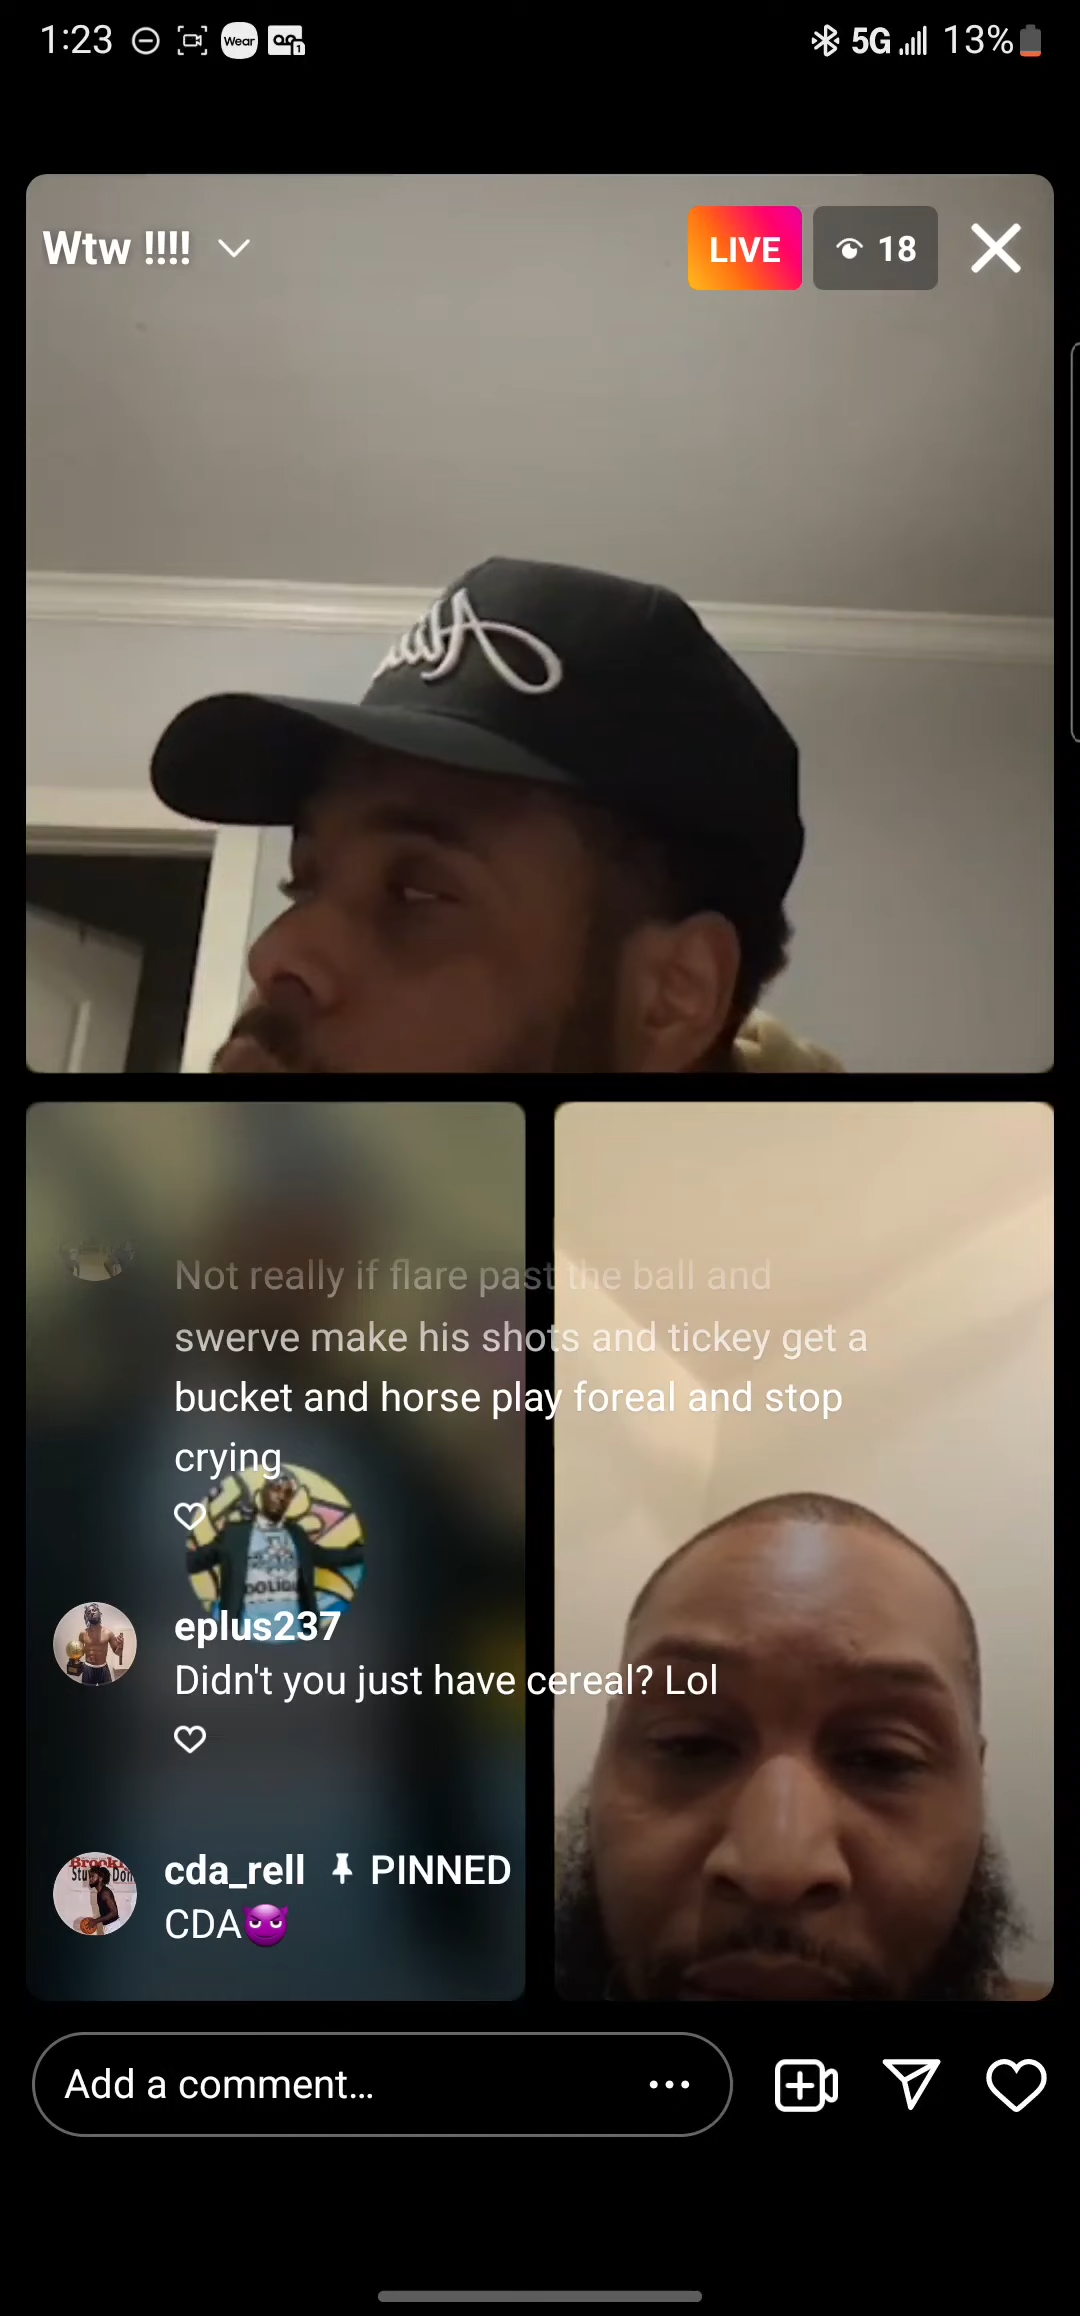 1:23
Wear
1
5G
13%
Wtw !!!!
LIVE
18
Not really if flare past the ball and
swerve make his shots and tickey get a
bucket and horse play foreal and stop
crying
eplus237
Didn't you just have cereal? Lol
cda_rell PINNED
CDA😈
Add a comment...